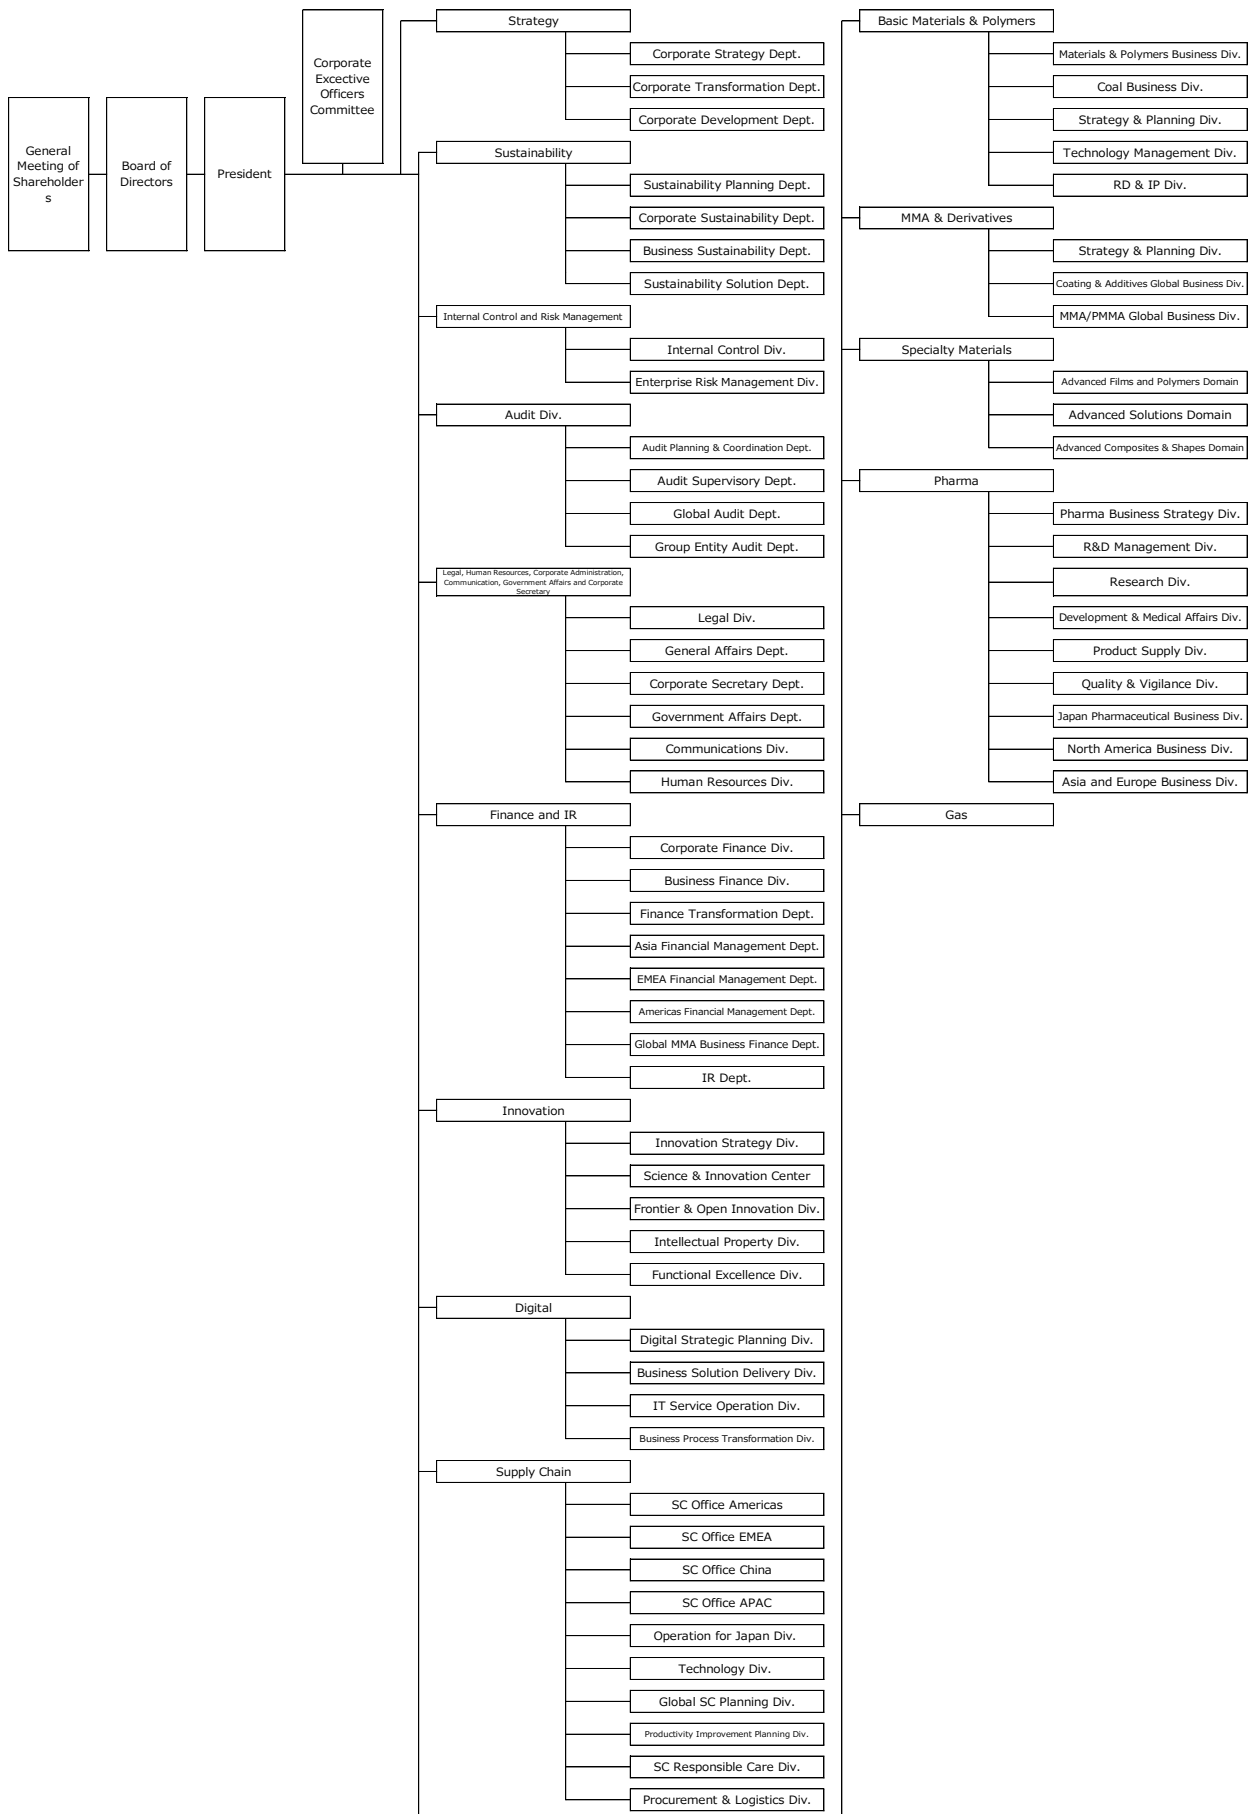 General
Meeting of
Shareholder
s
Board of
Directors
President
Corporate
Excective
Officers
Committee
Strategy
Corporate Strategy Dept.
Corporate Transformation Dept.
Corporate Development Dept.
Sustainability
Sustainability Planning Dept.
Corporate Sustainability Dept.
Business Sustainability Dept.
Sustainability Solution Dept.
Internal Control and Risk Management
Internal Control Div.
Enterprise Risk Management Div.
Audit Div.
Audit Planning & Coordination Dept.
Audit Supervisory Dept.
Global Audit Dept.
Group Entity Audit Dept.
Legal, Human Resources, Corporate Administration,
Communication, Government Affairs and Corporate
Secretary
Legal Div.
General Affairs Dept.
Corporate Secretary Dept.
Government Affairs Dept.
Communications Div.
Human Resources Div.
Finance and IR
Corporate Finance Div.
Business Finance Div.
Finance Transformation Dept.
Asia Financial Management Dept.
EMEA Financial Management Dept.
Americas Financial Management Dept.
Global MMA Business Finance Dept.
IR Dept.
Innovation
Innovation Strategy Div.
Science & Innovation Center
Frontier & Open Innovation Div.
Intellectual Property Div.
Functional Excellence Div.
Digital
Digital Strategic Planning Div.
Business Solution Delivery Div.
IT Service Operation Div.
Business Process Transformation Div.
Supply Chain
SC Office Americas
SC Office EMEA
SC Office China
SC Office APAC
Operation for Japan Div.
Technology Div.
Global SC Planning Div.
Productivity Improvement Planning Div.
SC Responsible Care Div.
Procurement & Logistics Div.
Basic Materials & Polymers
Materials & Polymers Business Div.
Coal Business Div.
Strategy & Planning Div.
Technology Management Div.
RD & IP Div.
MMA & Derivatives
Strategy & Planning Div.
Coating & Additives Global Business Div.
MMA/PMMA Global Business Div.
Specialty Materials
Advanced Films and Polymers Domain
Advanced Solutions Domain
Advanced Composites & Shapes Domain
Pharma
Pharma Business Strategy Div.
R&D Management Div.
Research Div.
Development & Medical Affairs Div.
Product Supply Div.
Quality & Vigilance Div.
Japan Pharmaceutical Business Div.
North America Business Div.
Asia and Europe Business Div.
Gas